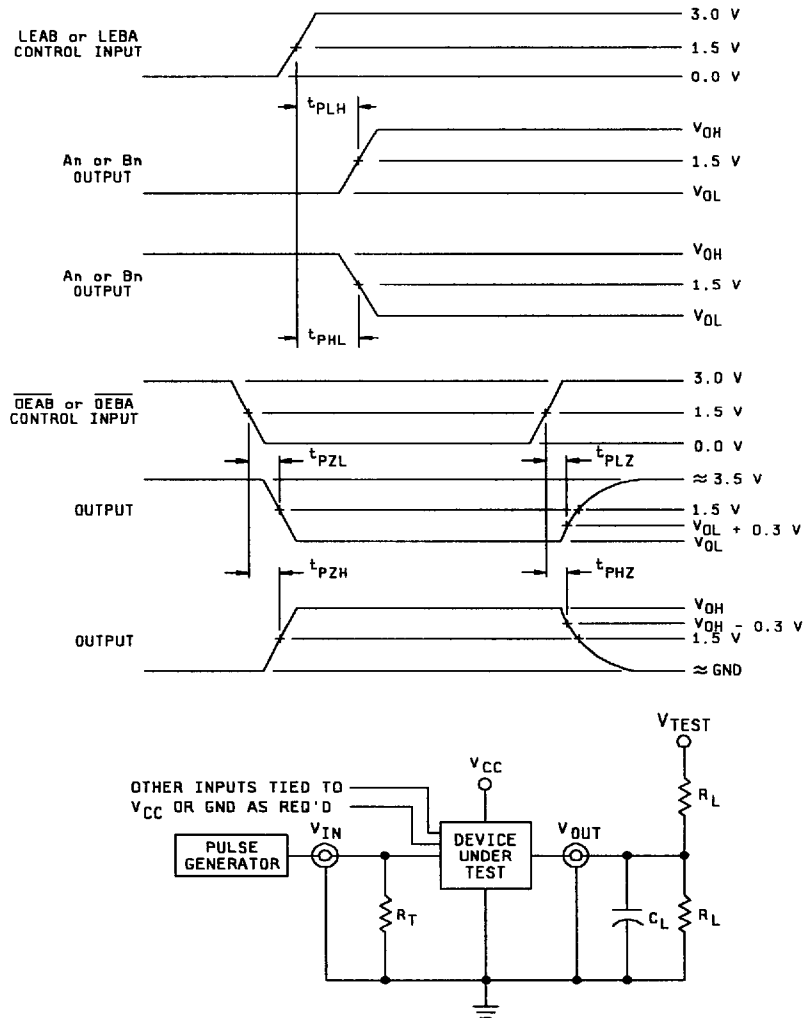 LEAB or LEBA
CONTROL INPUT
3.0 V
1.5 V
0.0 V
tPLH
An or Bn
OUTPUT
VOH
1.5 V
VOL
An or Bn
OUTPUT
VOH
1.5 V
VOL
tPHL
OEAB or OEBA
CONTROL INPUT
3.0 V
1.5 V
0.0 V
tPZL
tPLZ
OUTPUT
≈ 3.5 V
1.5 V
VOL + 0.3 V
VOL
tPZH
tPHZ
OUTPUT
VOH
VOH - 0.3 V
1.5 V
≈ GND
VTEST
VCC
RL
OTHER INPUTS TIED TO
VCC OR GND AS REQ'D
PULSE
GENERATOR
VIN
DEVICE
UNDER
TEST
VOUT
RT
CL
RL